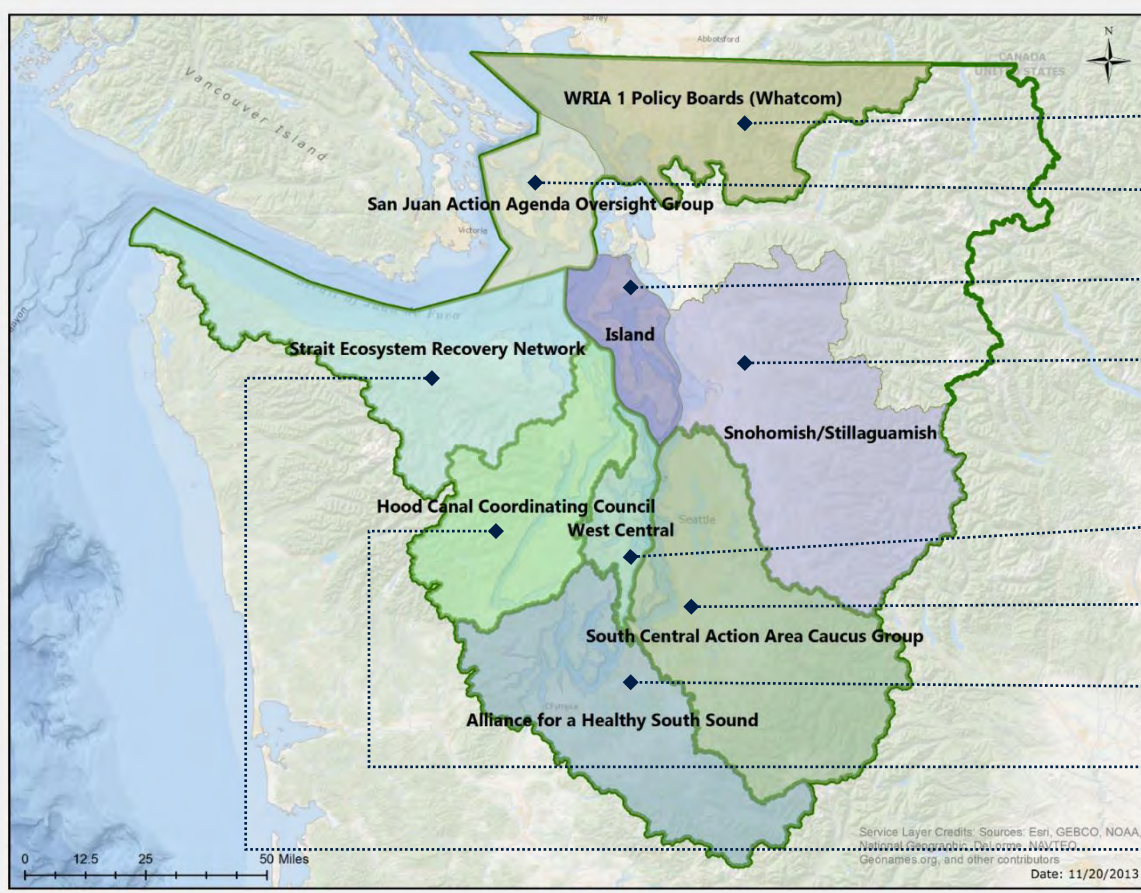 Surrey
Abbotsford
N
CANADA
UNITED STATES
WRIA 1 Policy Boards (Whatcom)
Vancouver Island
San Juan Action Agenda Oversight Group
Victoria
Island
Strait Ecosystem Recovery Network
Snohomish/Stillaguamish
Hood Canal Coordinating Council
Seattle
West Central
South Central Action Area Caucus Group
Olympia
Alliance for a Healthy South Sound
0 12.5 25 50 Miles
Service Layer Credits: Sources: Esri, GEBCO, NOAA,
National Geographic, DeLorme, NAVTEQ,
Geonames.org, and other contributors
Date: 11/20/2013